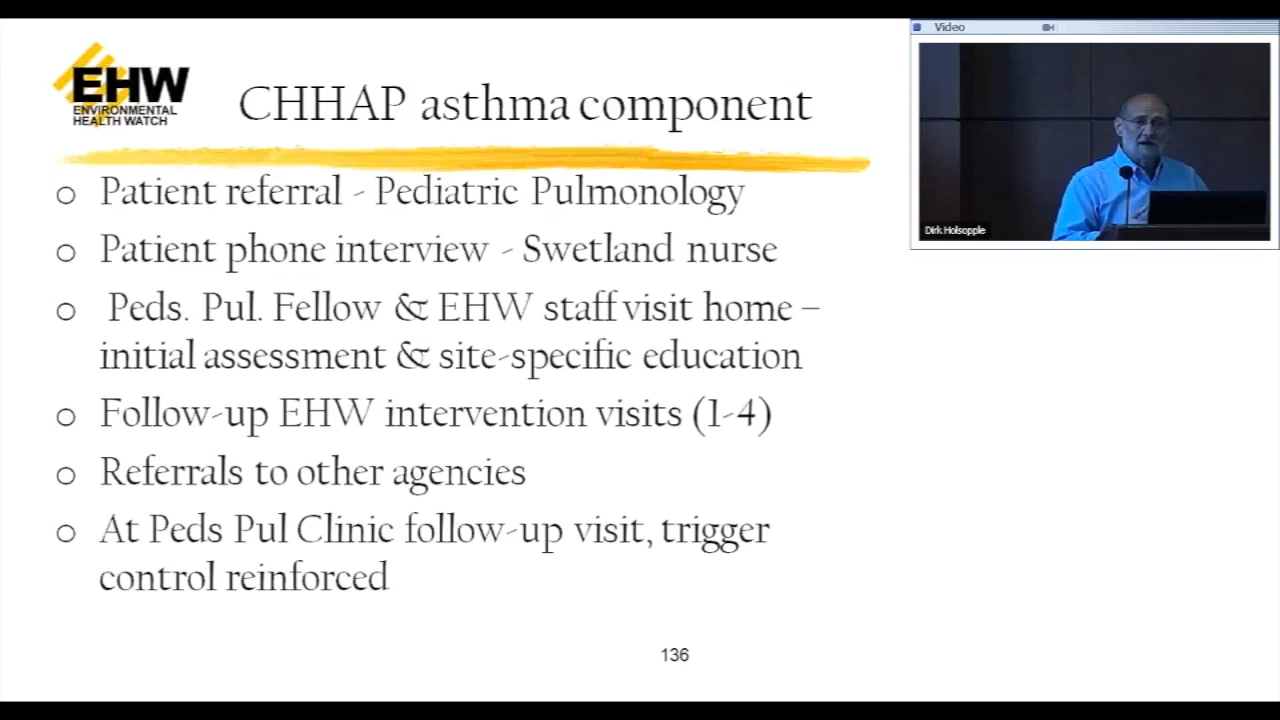 EHW
ENVIRONMENTAL
HEALTH WATCH
CHHAP asthma component
o Patient referral - Pediatric Pulmonology
o Patient phone interview - Swetland nurse
o Peds. Pul. Fellow & EHW staff visit home –
initial assessment & site-specific education
o Follow-up EHW intervention visits (1-4)
o Referrals to other agencies
o At Peds Pul Clinic follow-up visit, trigger
control reinforced
136
Video
Dirk Holsopple